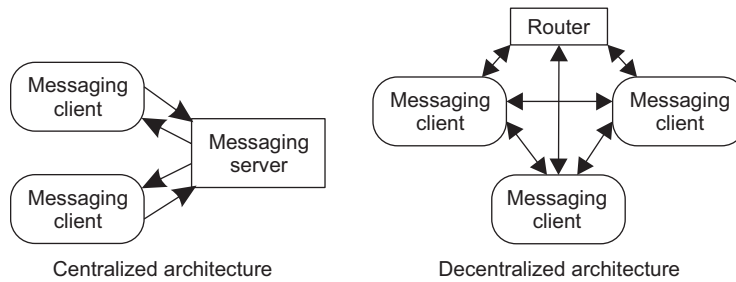 Messaging
client
Messaging
client
Messaging
server
Centralized architecture
Router
Messaging
client
Messaging
client
Messaging
client
Decentralized architecture